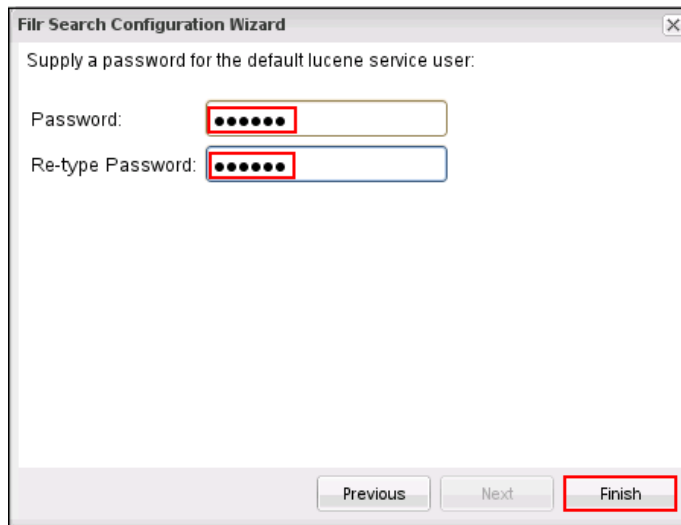 Filr Search Configuration Wizard
Supply a password for the default lucene service user:
Password: ●●●●●●
Re-type Password: ●●●●●●
Previous Next Finish